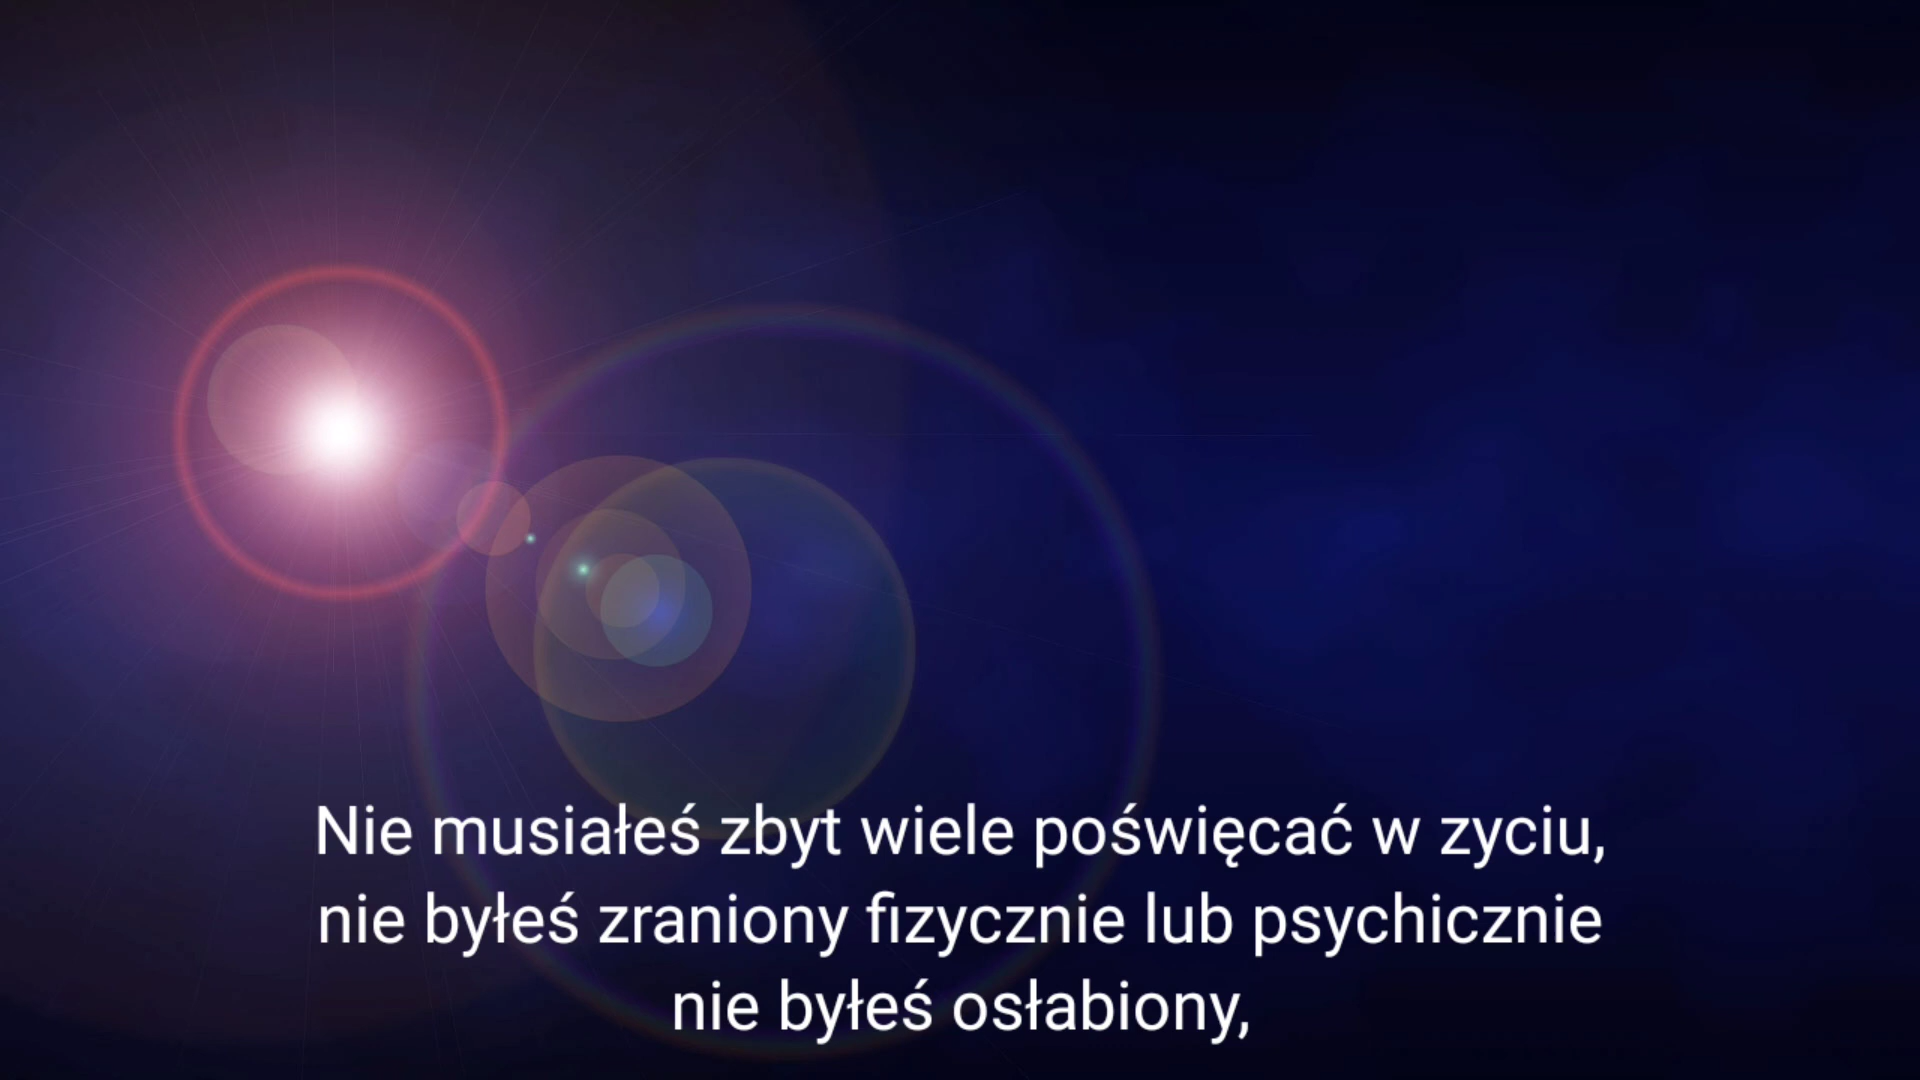 Nie musiałeś zbyt wiele poświęcać w zyciu,
nie byłeś zraniony fizycznie lub psychicznie
nie byłeś osłabiony,